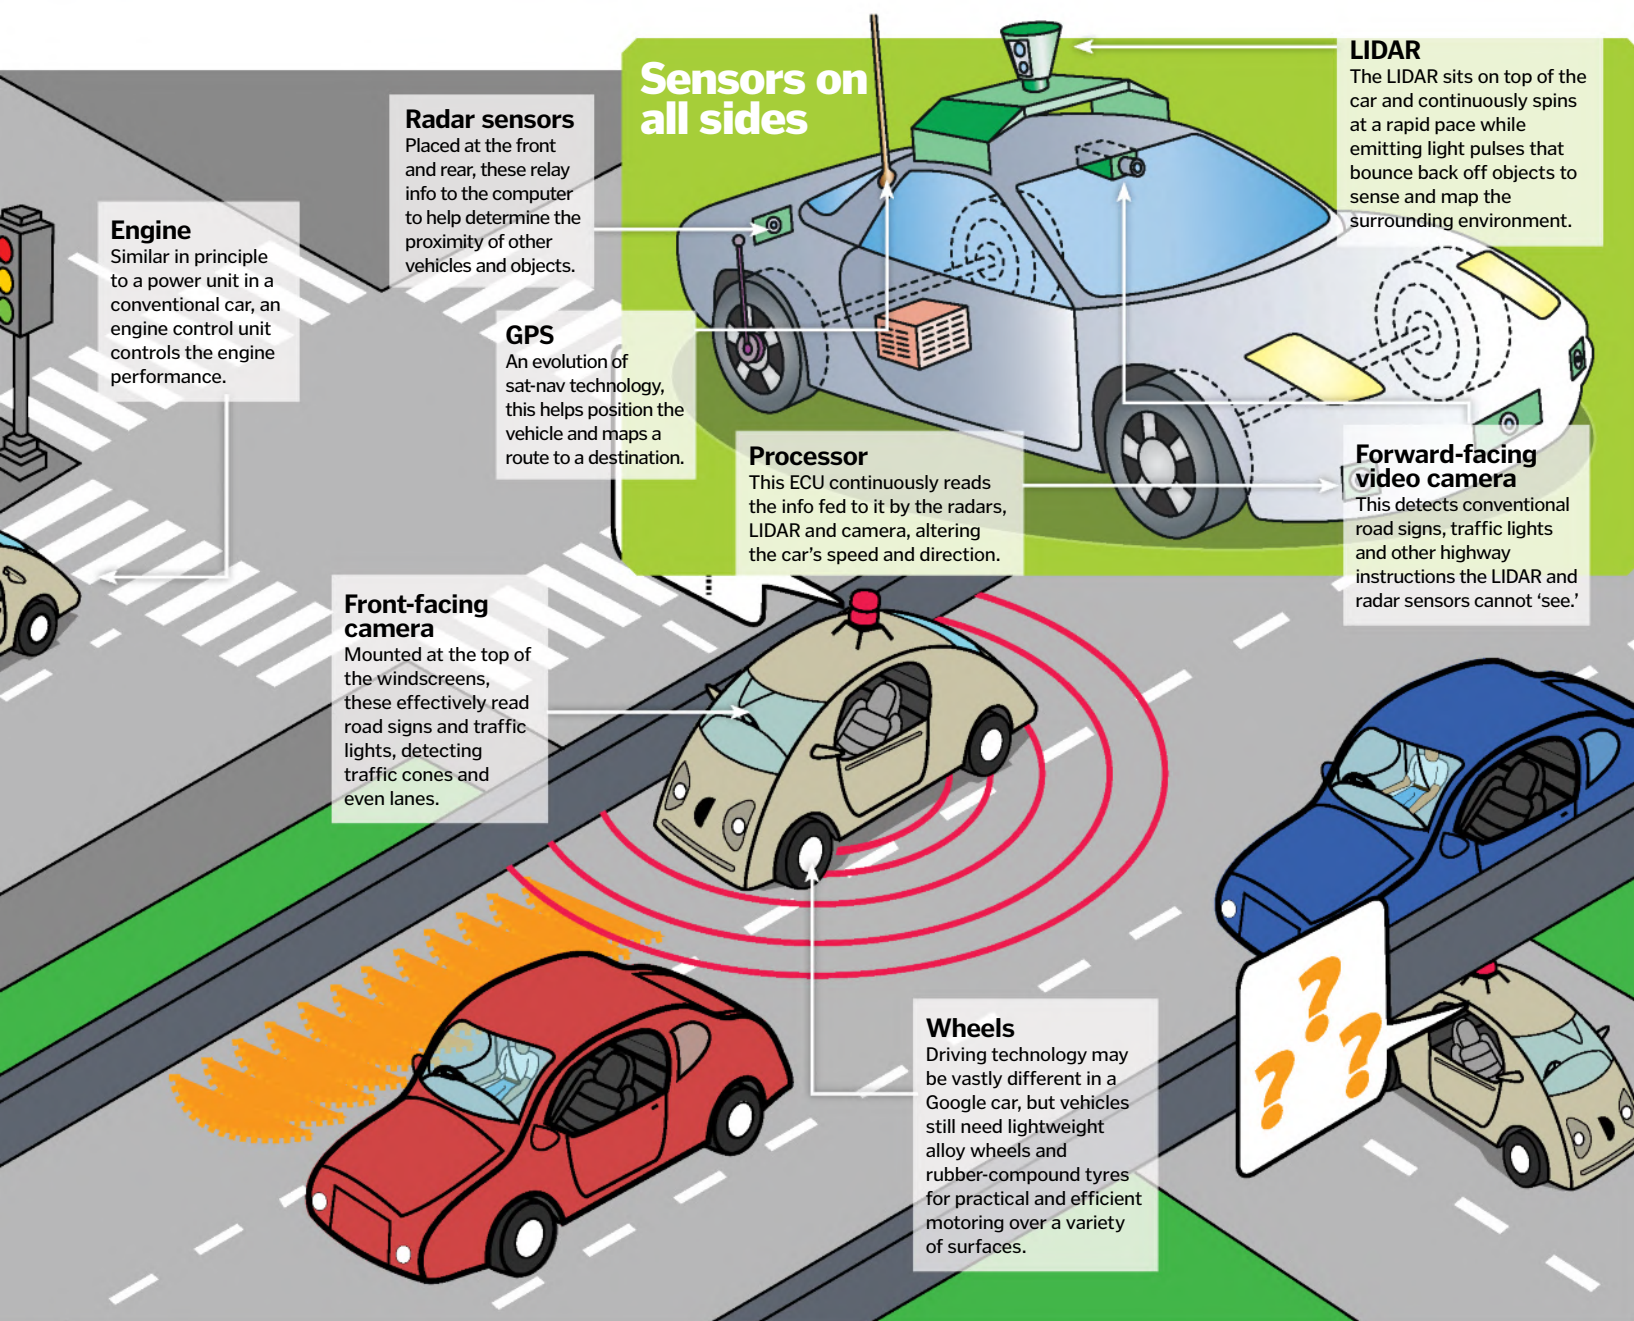 Sensors on
all sides
LIDAR
The LIDAR sits on top of the
car and continuously spins
at a rapid pace while
emitting light pulses that
bounce back off objects to
sense and map the
surrounding environment.
Radar sensors
Placed at the front
and rear, these relay
info to the computer
to help determine the
proximity of other
vehicles and objects.
Engine
Similar in principle
to a power unit in a
conventional car, an
engine control unit
controls the engine
performance.
GPS
An evolution of
sat-nav technology,
this helps position the
vehicle and maps a
route to a destination.
Processor
This ECU continuously reads
the info fed to it by the radars,
LIDAR and camera, altering
the car's speed and direction.
Forward-facing
video camera
This detects conventional
road signs, traffic lights
and other highway
instructions the LIDAR and
radar sensors cannot ‘see.’
Front-facing
camera
Mounted at the top of
the windscreens,
these effectively read
road signs and traffic
lights, detecting
traffic cones and
even lanes.
Wheels
Driving technology may
be vastly different in a
Google car, but vehicles
still need lightweight
alloy wheels and
rubber-compound tyres
for practical and efficient
motoring over a variety
of surfaces.
?
?
?